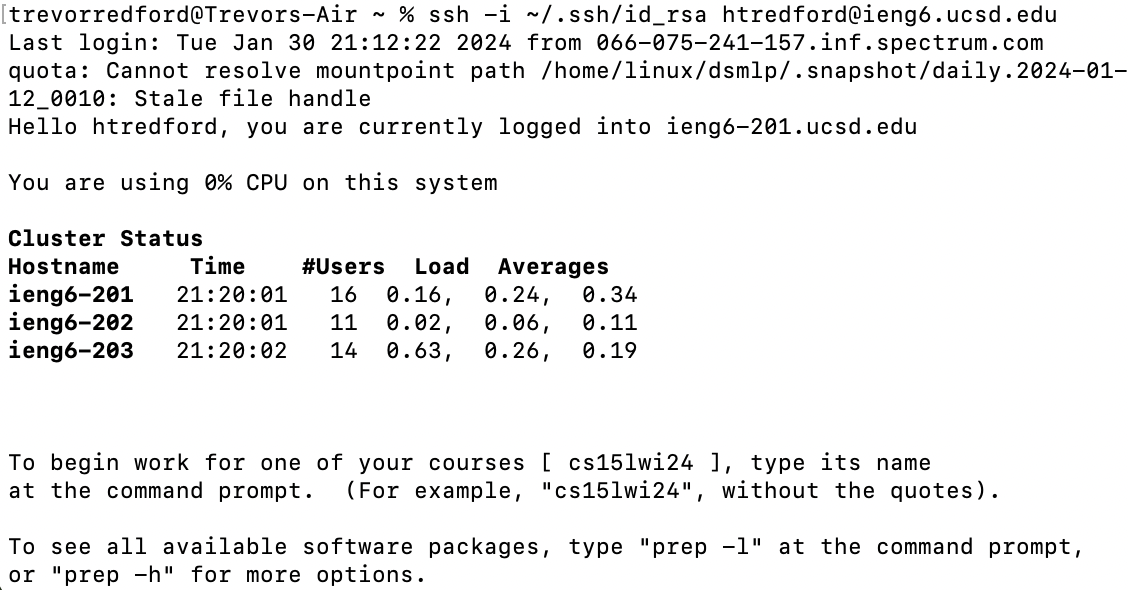 [trevorredford@Trevors-Air ~ % ssh -i ~/.ssh/id_rsa htredford@ieng6.ucsd.edu
Last login: Tue Jan 30 21:12:22 2024 from 066-075-241-157.inf.spectrum.com
quota: Cannot resolve mountpoint path /home/linux/dsmlp/.snapshot/daily.2024-01-
12_0010: Stale file handle
Hello htredford, you are currently logged into ieng6-201.ucsd.edu
You are using 0% CPU on this system
Cluster Status
Hostname     Time    #Users  Load  Averages
ieng6-201   21:20:01   16  0.16,  0.24,  0.34
ieng6-202   21:20:01   11  0.02,  0.06,  0.11
ieng6-203   21:20:02   14  0.63,  0.26,  0.19
To begin work for one of your courses [ cs15lwi24 ], type its name
at the command prompt.  (For example, "cs15lwi24", without the quotes).
To see all available software packages, type "prep -l" at the command prompt,
or "prep -h" for more options.